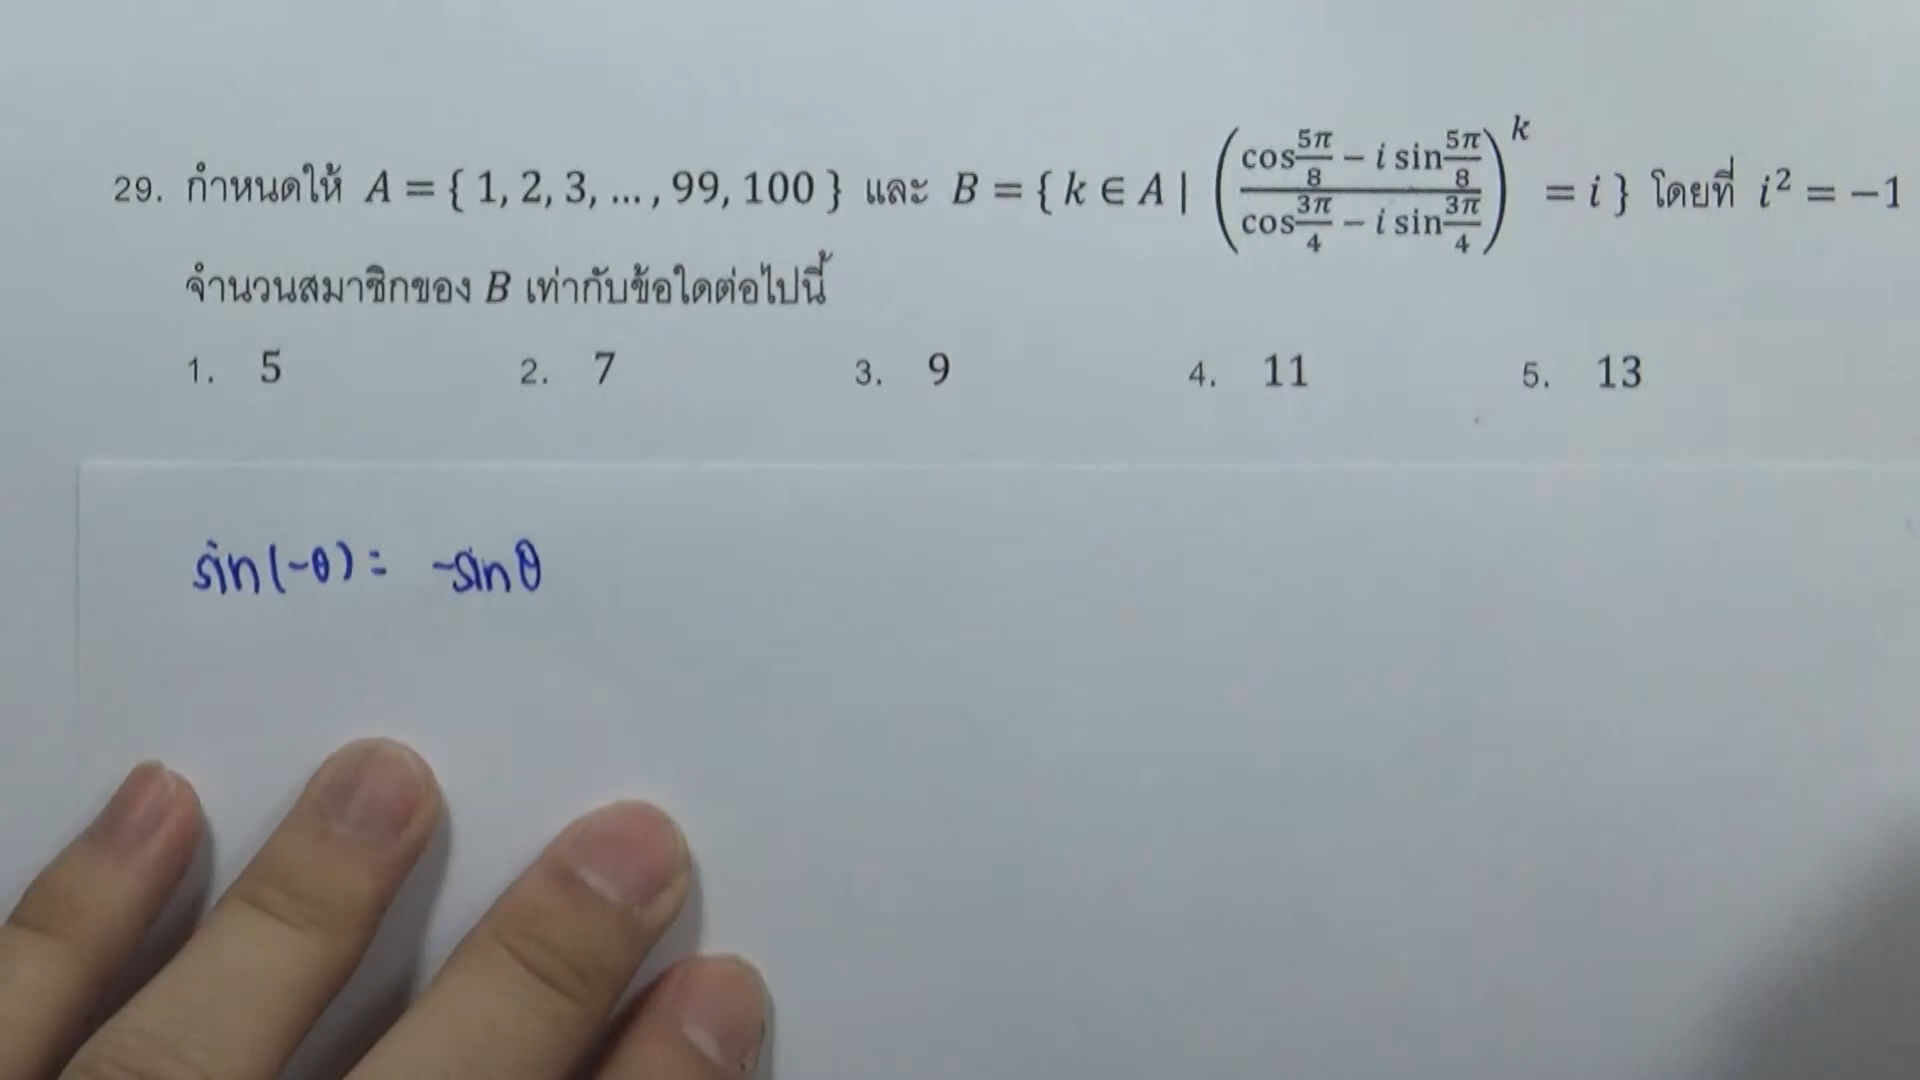 29. กำหนดให้ A = { 1, 2, 3, ... , 99, 100 } และ B = { k ∈ A | ( (cos 5π/8 − i sin 5π/8) / (cos 3π/4 − i sin 3π/4) )^k = i } โดยที่ i² = −1
จำนวนสมาชิกของ B เท่ากับข้อใดต่อไปนี้
1. 5 2. 7 3. 9 4. 11 5. 13
sin(-θ) = -sin θ